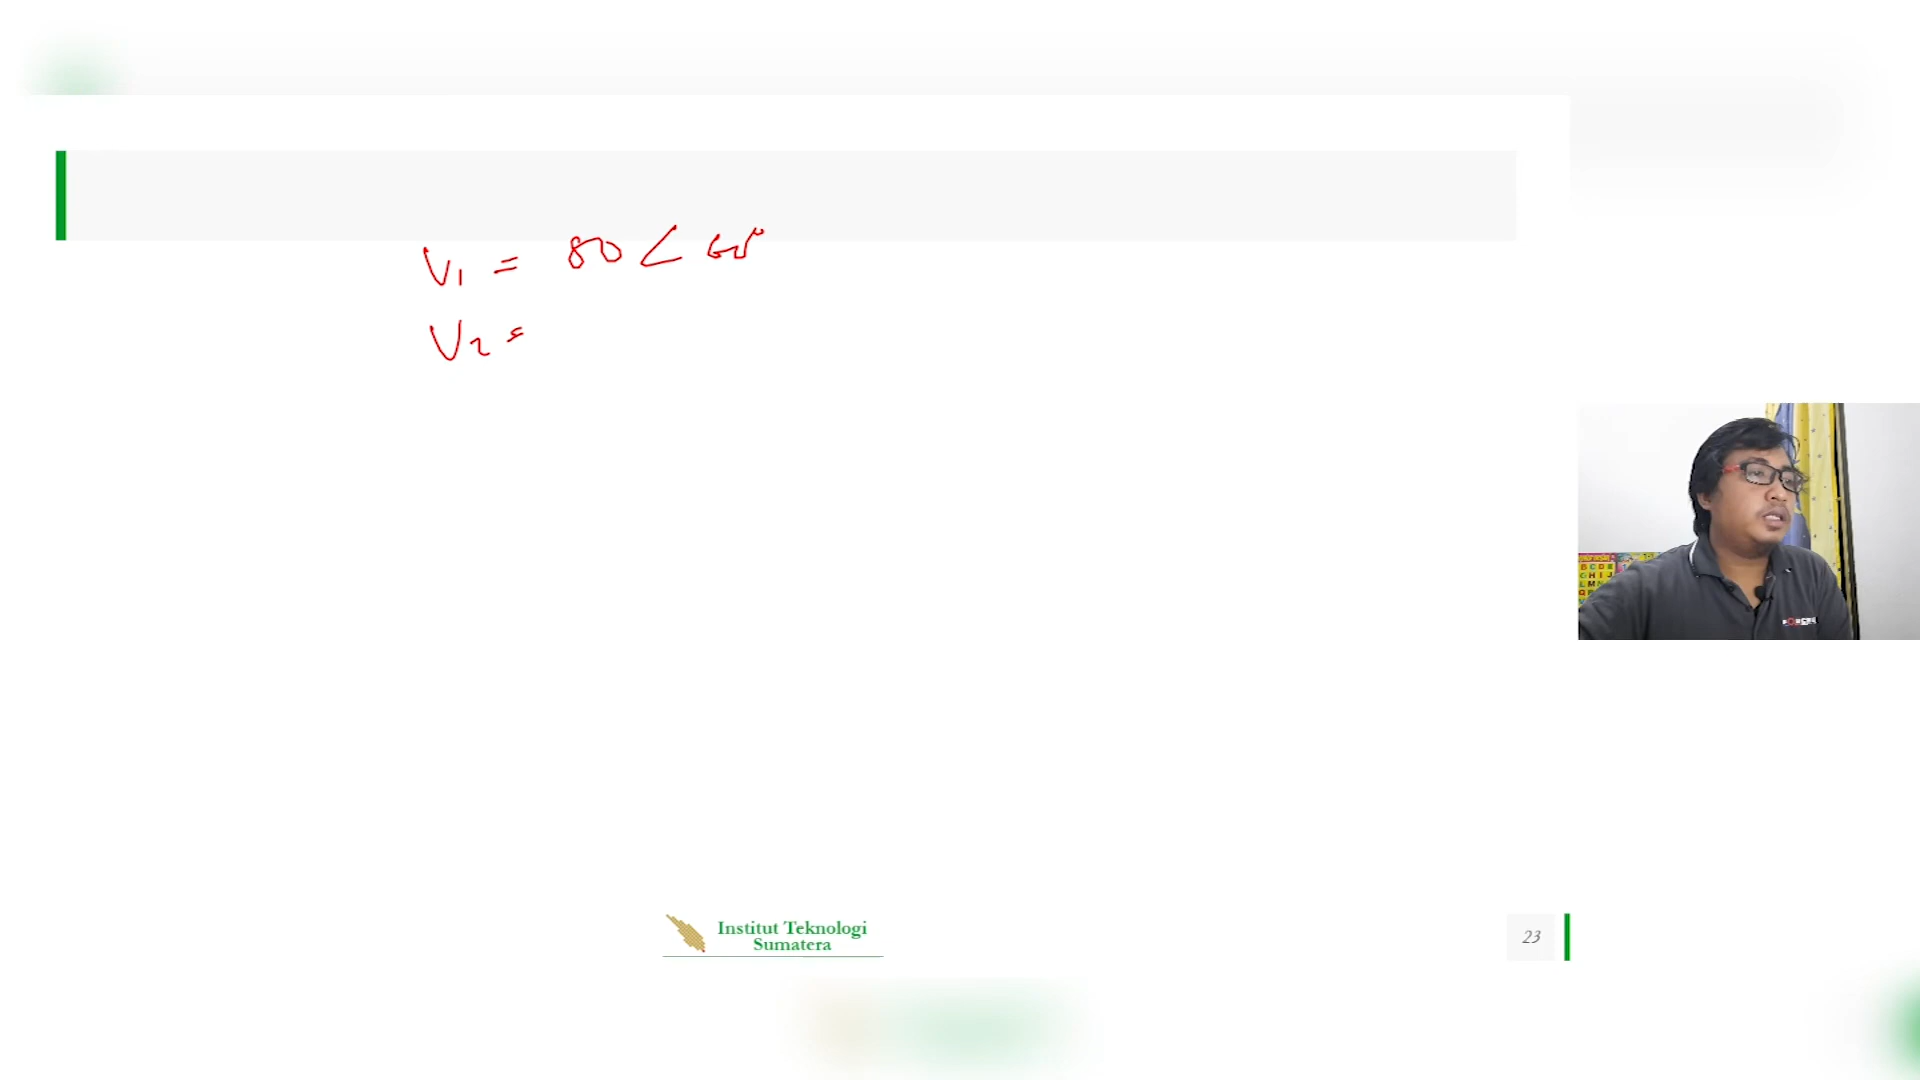 V1 = 80 < 60°
V2 =
Institut Teknologi
Sumatera
23